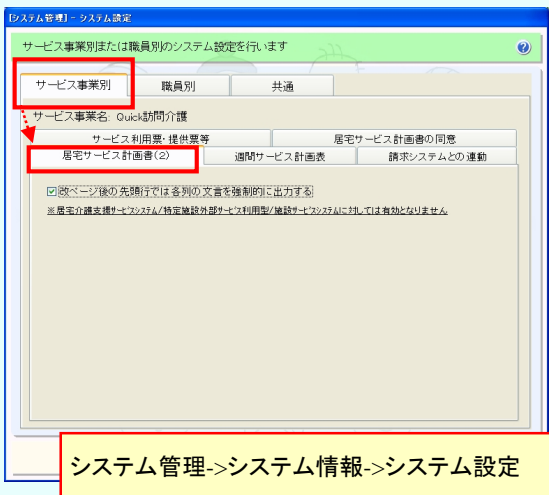 [システム管理] - システム設定
サービス事業別または職員別のシステム設定を行います
?
サービス事業別 職員別 共通
サービス事業名: Quick訪問介護
サービス利用票・提供票等 居宅サービス計画書の同意
居宅サービス計画書(2) 週間サービス計画表 請求システムとの連動
改ページ後の先頭行では各列の文言を強制的に出力する
※居宅介護支援サービスシステム/特定施設外部サービス利用型/施設サービスシステムに対しては有効となりません
システム管理->システム情報->システム設定